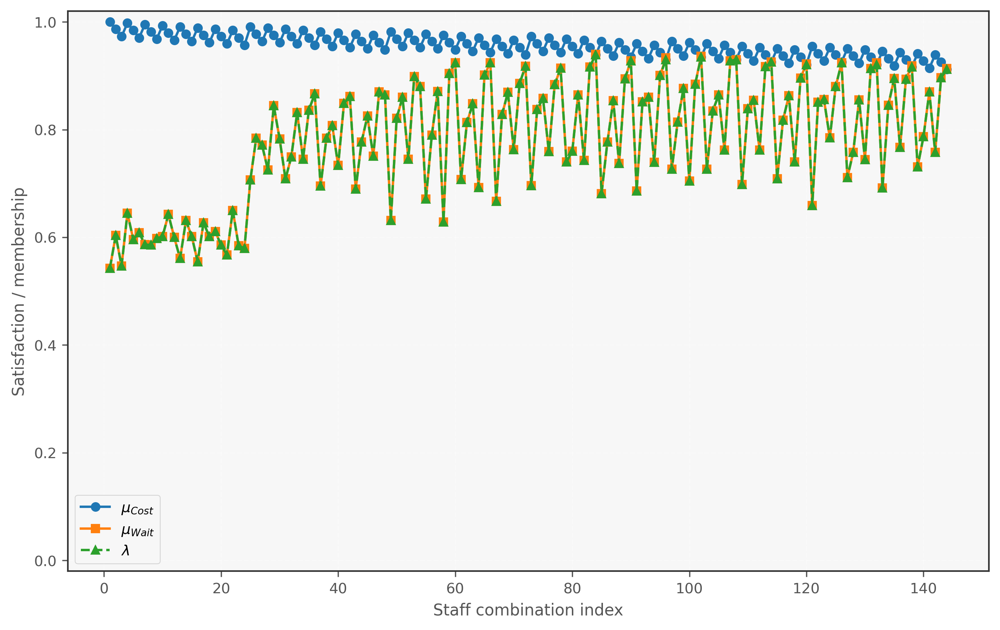 1.0
0.8
0.6
0.4
0.2
0.0
Satisfaction / membership
μCost
μWait
λ
0 20 40 60 80 100 120 140
Staff combination index